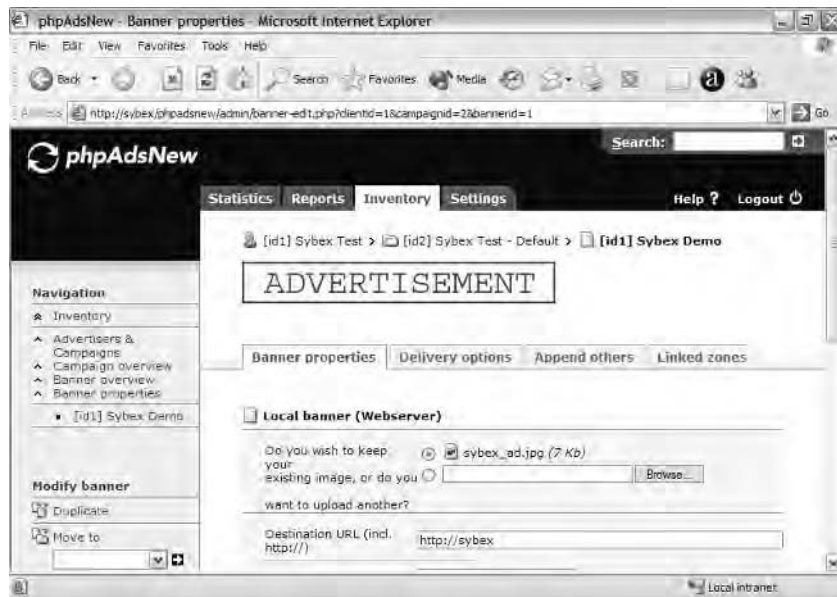 phpAdsNew - Banner properties - Microsoft Internet Explorer
File Edit View Favorites Tools Help
Back Search Favorites Media
Address http://sybex/phpadsnew/admin/banner-edit.php?clientid=1&campaignid=2&bannerid=1 Go
phpAdsNew
Search:
Statistics Reports Inventory Settings Help ? Logout
[id1] Sybex Test > [id2] Sybex Test - Default > [id1] Sybex Demo
ADVERTISEMENT
Navigation
Inventory
Advertisers &
Campaigns
Campaign overview
Banner overview
Banner properties
[id1] Sybex Demo
Modify banner
Duplicate
Move to
Banner properties Delivery options Append others Linked zones
Local banner (Webserver)
Do you wish to keep
your
existing image, or do you
want to upload another?
sybex_ad.jpg (7 Kb)
Browse...
Destination URL (incl.
http://)
http://sybex
Local intranet